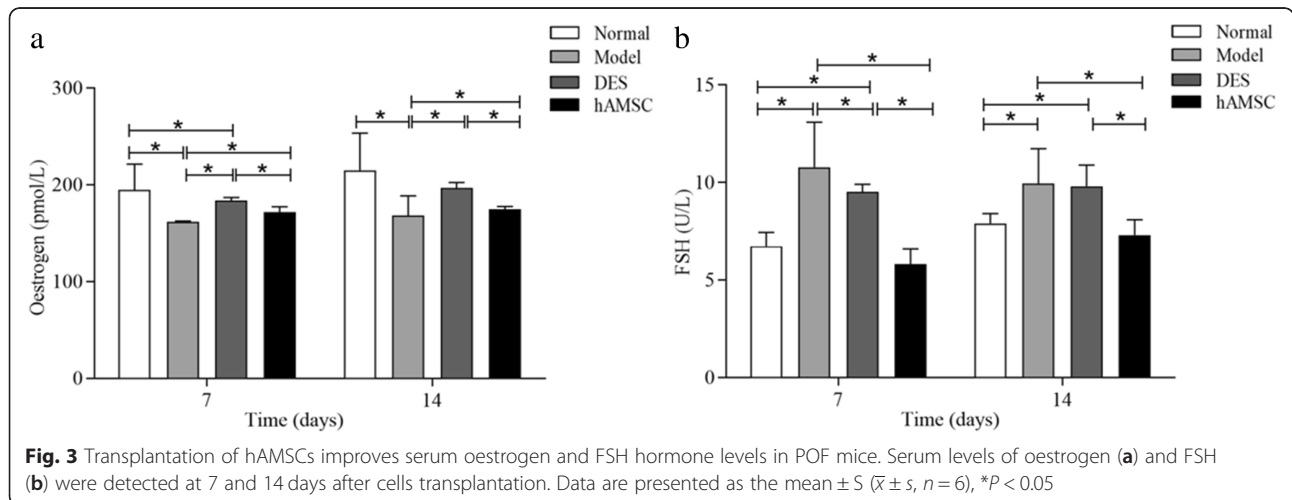 a
Normal
Model
DES
hAMSC
300
200
100
0
Oestrogen (pmol/L)
* * * * * * * * *
7 14
Time (days)
b
Normal
Model
DES
hAMSC
15
10
5
0
FSH (U/L)
* * * * * * * * *
7 14
Time (days)
Fig. 3 Transplantation of hAMSCs improves serum oestrogen and FSH hormone levels in POF mice. Serum levels of oestrogen (a) and FSH
(b) were detected at 7 and 14 days after cells transplantation. Data are presented as the mean ± S (x̅ ± s, n = 6), *P < 0.05